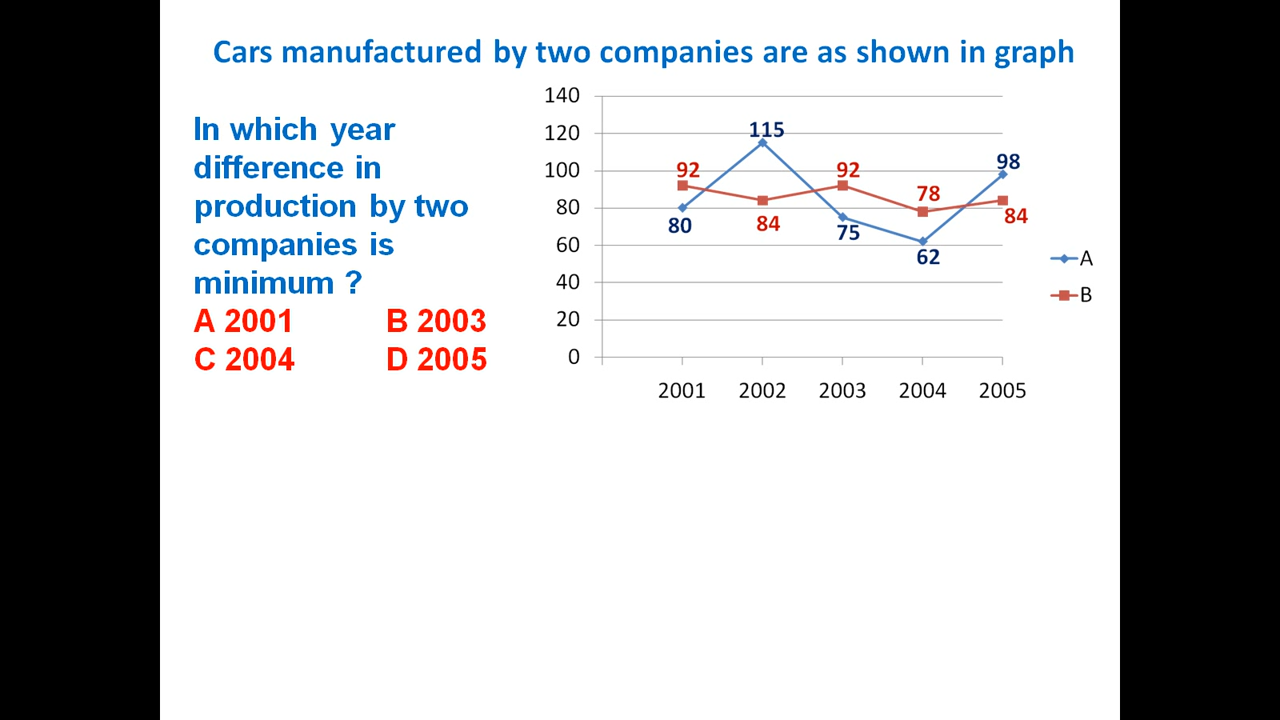 Cars manufactured by two companies are as shown in graph
In which year
difference in
production by two
companies is
minimum ?
A 2001 B 2003
C 2004 D 2005
140
120
100
80
60
40
20
0
115
92
92
98
78
84
80
84
75
62
A
B
2001 2002 2003 2004 2005